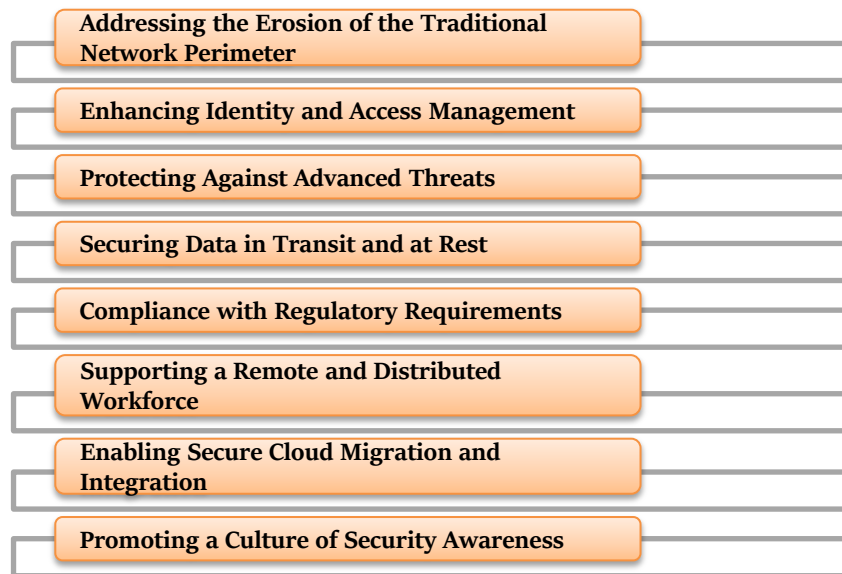 Addressing the Erosion of the Traditional
Network Perimeter
Enhancing Identity and Access Management
Protecting Against Advanced Threats
Securing Data in Transit and at Rest
Compliance with Regulatory Requirements
Supporting a Remote and Distributed
Workforce
Enabling Secure Cloud Migration and
Integration
Promoting a Culture of Security Awareness